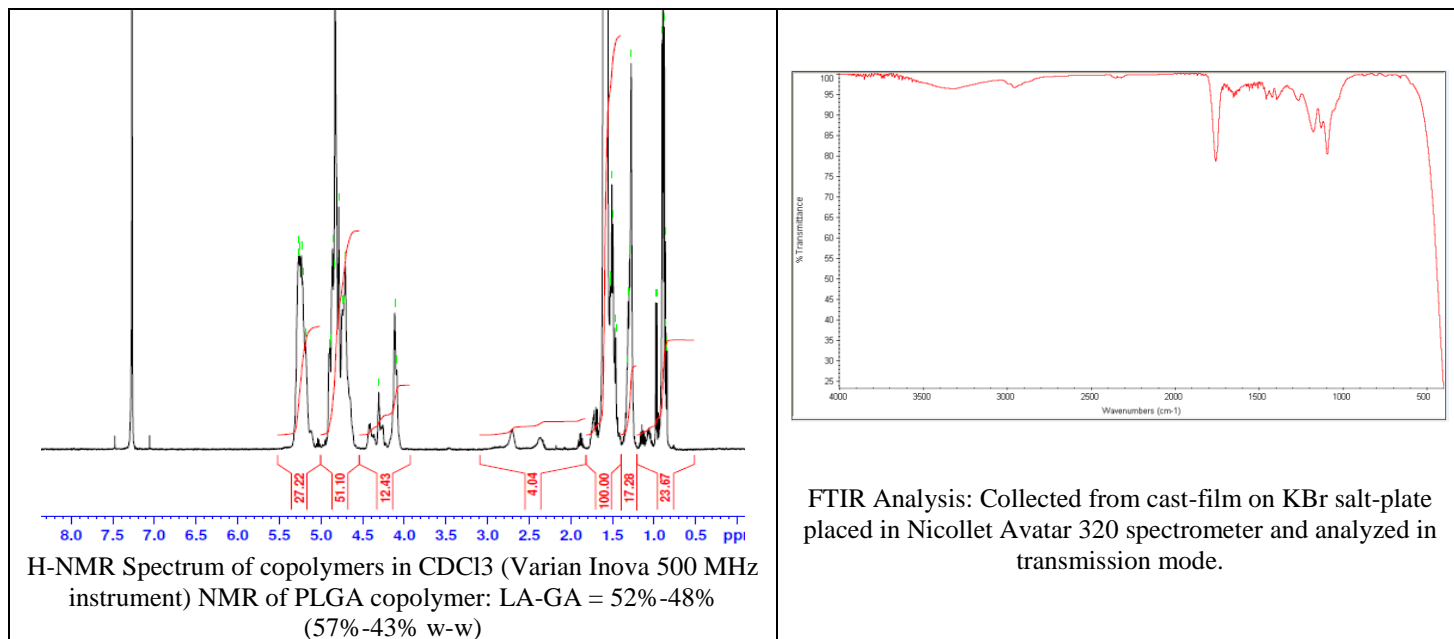 27.22
51.10
12.43
4.04
100.00
17.28
23.67
8.0 7.5 7.0 6.5 6.0 5.5 5.0 4.5 4.0 3.5 3.0 2.5 2.0 1.5 1.0 0.5 ppm
H-NMR Spectrum of copolymers in CDCl3 (Varian Inova 500 MHz
instrument) NMR of PLGA copolymer: LA-GA = 52%-48%
(57%-43% w-w)
100
95
90
85
80
75
70
65
60
55
50
45
40
35
30
25
% Transmittance
4000 3500 3000 2500 2000 1500 1000 500
Wavenumbers (cm-1)
FTIR Analysis: Collected from cast-film on KBr salt-plate
placed in Nicollet Avatar 320 spectrometer and analyzed in
transmission mode.